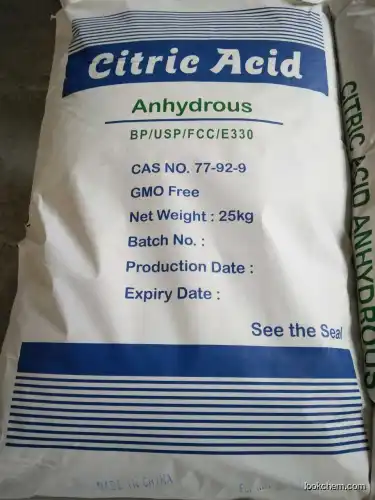 Citric Acid
Anhydrous
BP/USP/FCC/E330
CAS NO. 77-92-9
GMO Free
Net Weight : 25kg
Batch No. :
Production Date :
Expiry Date :
See the Seal
MADE IN CHINA
CITRIC ACID ANHYDROUS
lookchem.com